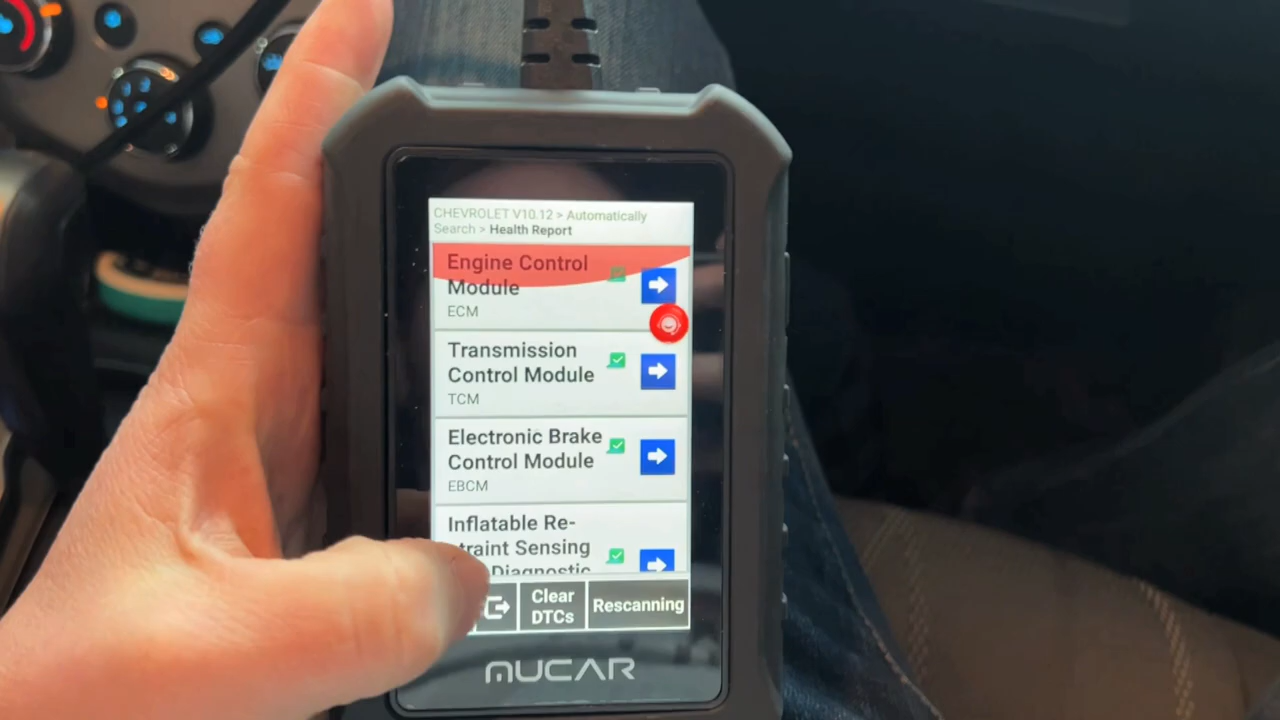 CHEVROLET V10.12 > Automatically
Search > Health Report
Engine Control
Module
ECM
Transmission
Control Module
TCM
Electronic Brake
Control Module
EBCM
Inflatable Re-
traint Sensing
Diagnostic
Clear
DTCs
Rescanning
MUCAR